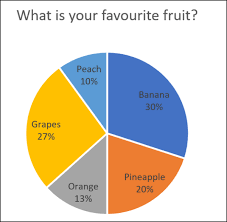 What is your favourite fruit?
Peach
10%
Banana
30%
Grapes
27%
Pineapple
20%
Orange
13%